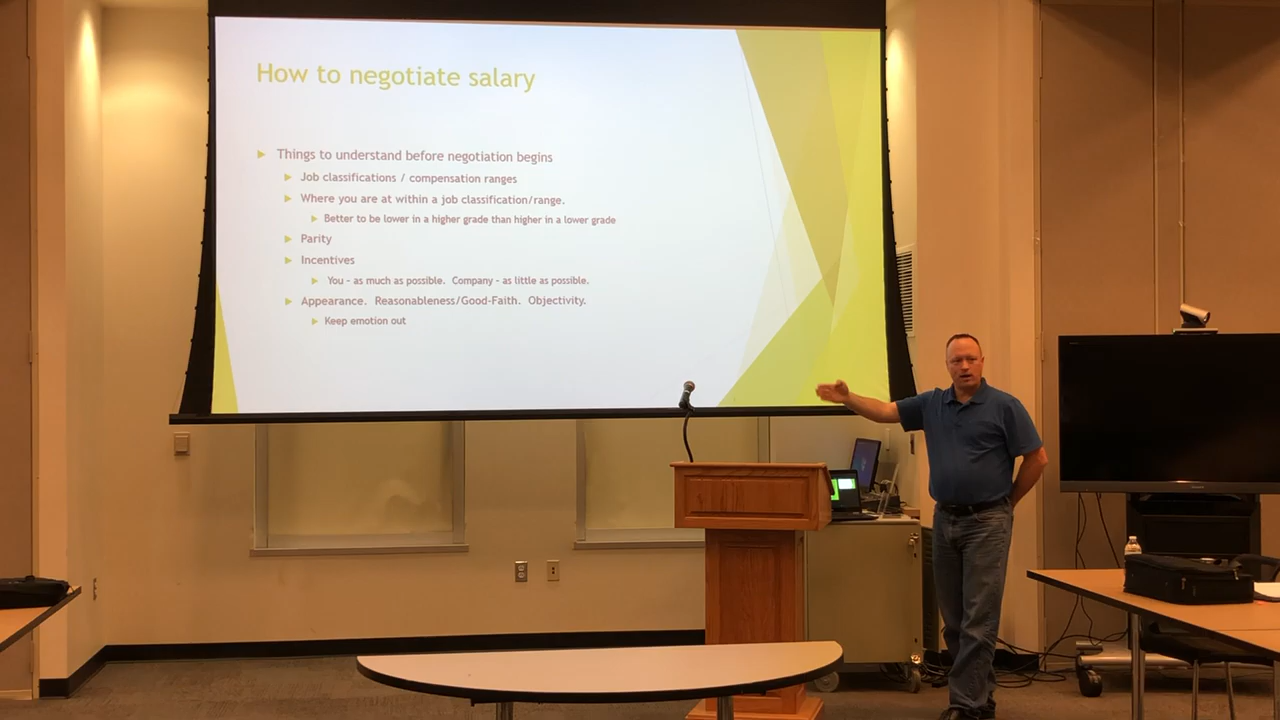 How to negotiate salary
Things to understand before negotiation begins
Job classifications / compensation ranges
Where you are at within a job classification/range.
Better to be lower in a higher grade than higher in a lower grade
Parity
Incentives
You – as much as possible.  Company – as little as possible.
Appearance.  Reasonableness/Good-Faith.  Objectivity.
Keep emotion out